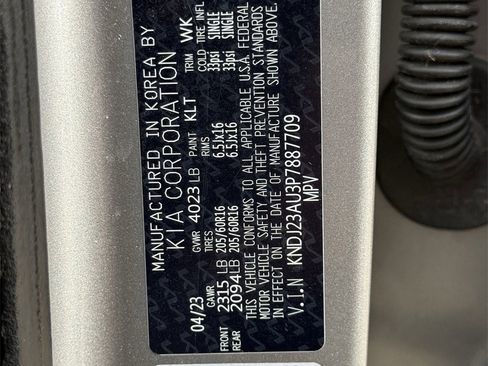 MANUFACTURED IN KOREA BY
KIA CORPORATION
04/23 GVWR 4023 LB PAINT KLT TRIM WK
GAWR TIRES RIMS COLD TIRE INFL
FRONT 2315 LB 205/60R16 6.5JX16 33psi SINGLE
REAR 2094 LB 205/60R16 6.5JX16 33psi SINGLE
THIS VEHICLE CONFORMS TO ALL APPLICABLE U.S.A. FEDERAL
MOTOR VEHICLE SAFETY AND THEFT PREVENTION STANDARDS
IN EFFECT ON THE DATE OF MANUFACTURE SHOWN ABOVE.
V.I.N KNDJ23AU3P7887709
MPV